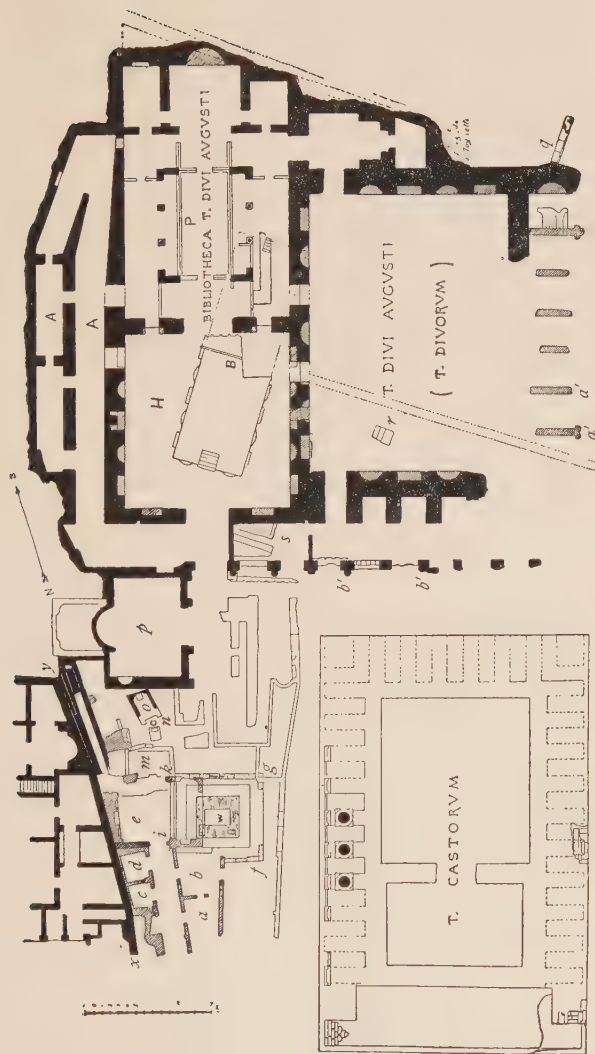 BIBLIOTHECA T. DIVI AVGVSTI
P
A
A
H
B
T. DIVI AVGVSTI
( T. DIVORVM )
q
r
a'
a'
s
b'
b'
N
S
p
y
o
n
m
k
g
e
i
w
d
c
b
a
f
x
T. CASTORVM